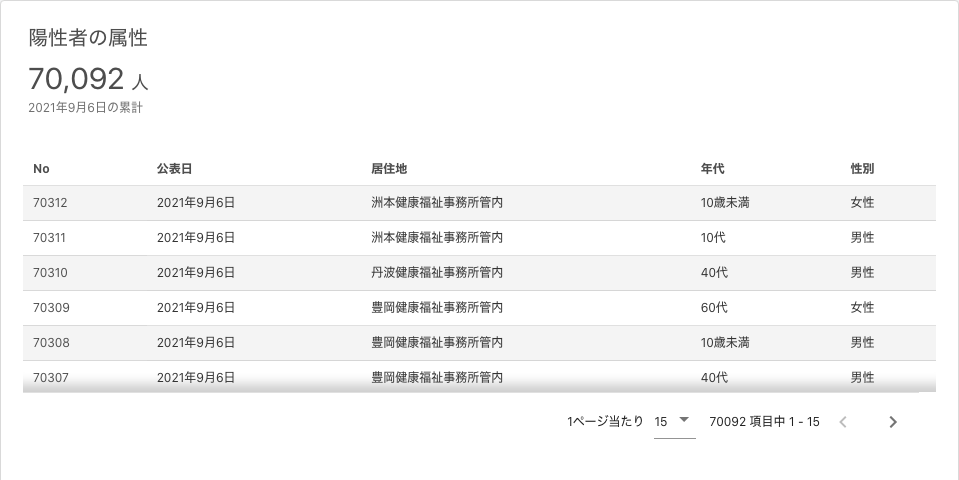 陽性者の属性
70,092 人
2021年9月6日の累計
No 公表日 居住地 年代 性別
70312 2021年9月6日 洲本健康福祉事務所管内 10歳未満 女性
70311 2021年9月6日 洲本健康福祉事務所管内 10代 男性
70310 2021年9月6日 丹波健康福祉事務所管内 40代 男性
70309 2021年9月6日 豊岡健康福祉事務所管内 60代 女性
70308 2021年9月6日 豊岡健康福祉事務所管内 10歳未満 男性
70307 2021年9月6日 豊岡健康福祉事務所管内 40代 男性
1ページ当たり 15 70092 項目中 1 - 15